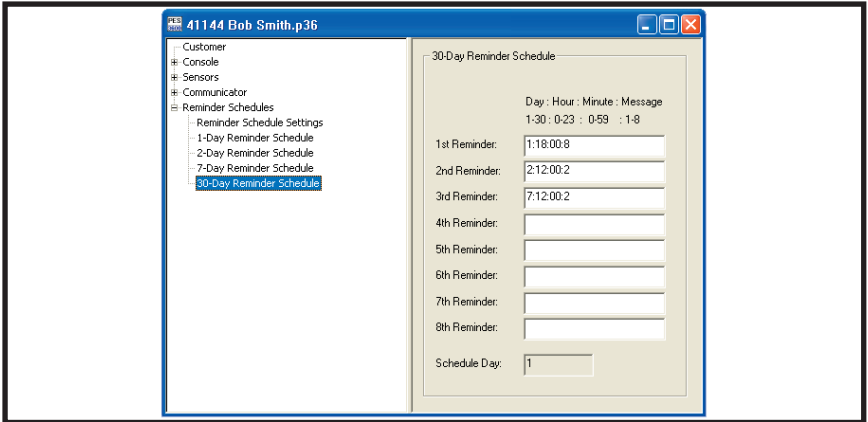 PES
41144 Bob Smith.p36
Customer
Console
Sensors
Communicator
Reminder Schedules
Reminder Schedule Settings
1-Day Reminder Schedule
2-Day Reminder Schedule
7-Day Reminder Schedule
30-Day Reminder Schedule
30-Day Reminder Schedule
Day : Hour : Minute : Message
1-30 : 0-23 : 0-59 : 1-8
1st Reminder: 1:18:00:8
2nd Reminder: 2:12:00:2
3rd Reminder: 7:12:00:2
4th Reminder:
5th Reminder:
6th Reminder:
7th Reminder:
8th Reminder:
Schedule Day: 1